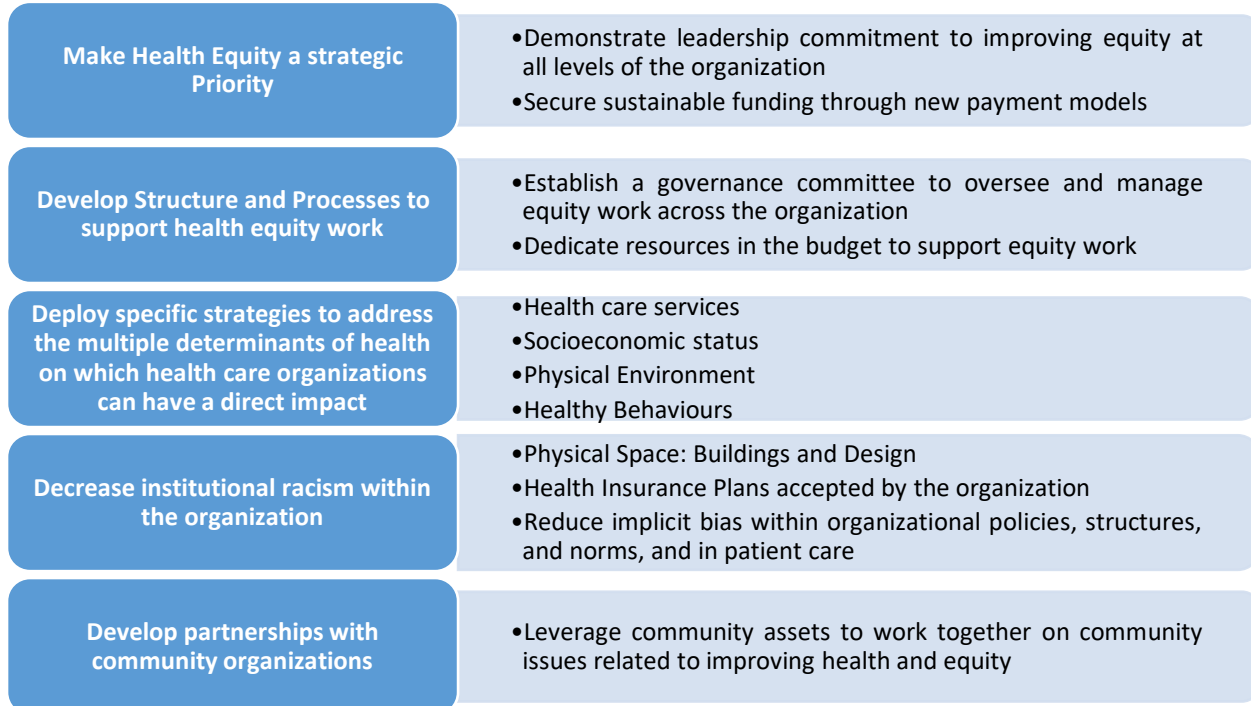 Make Health Equity a strategic
Priority
•Demonstrate leadership commitment to improving equity at
all levels of the organization
•Secure sustainable funding through new payment models
Develop Structure and Processes to
support health equity work
•Establish a governance committee to oversee and manage
equity work across the organization
•Dedicate resources in the budget to support equity work
Deploy specific strategies to address
the multiple determinants of health
on which health care organizations
can have a direct impact
•Health care services
•Socioeconomic status
•Physical Environment
•Healthy Behaviours
Decrease institutional racism within
the organization
•Physical Space: Buildings and Design
•Health Insurance Plans accepted by the organization
•Reduce implicit bias within organizational policies, structures,
and norms, and in patient care
Develop partnerships with
community organizations
•Leverage community assets to work together on community
issues related to improving health and equity